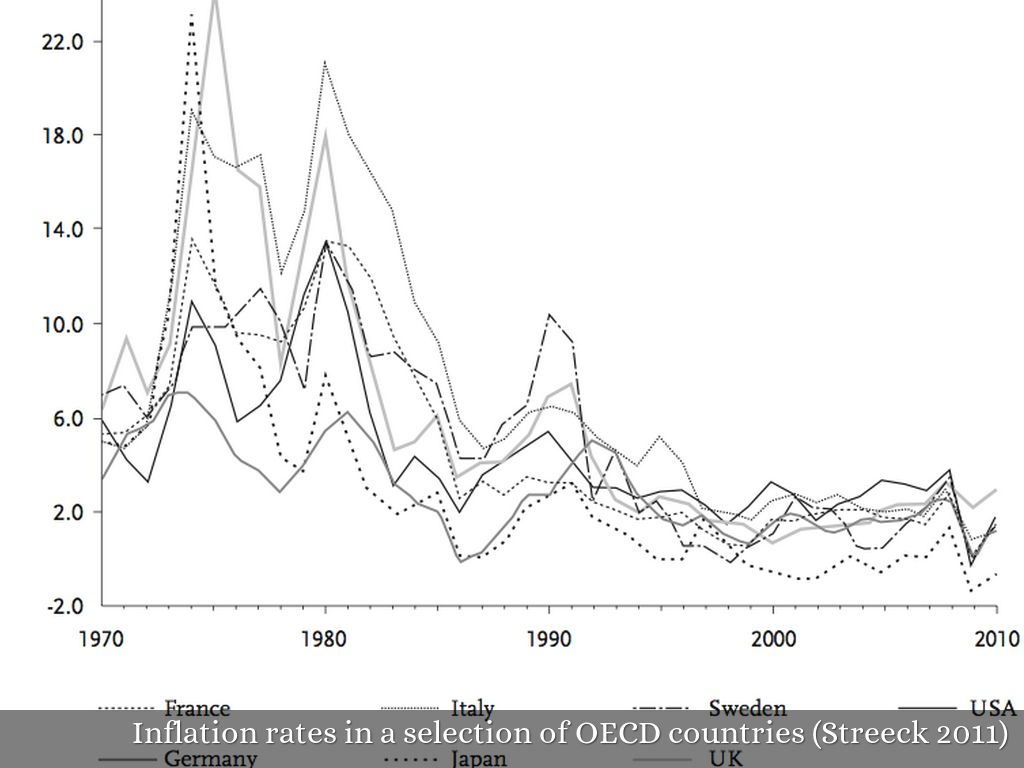 22.0
18.0
14.0
10.0
6.0
2.0
-2.0
1970 1980 1990 2000 2010
France Italy Sweden USA
Inflation rates in a selection of OECD countries (Streeck 2011)
Germany Japan UK